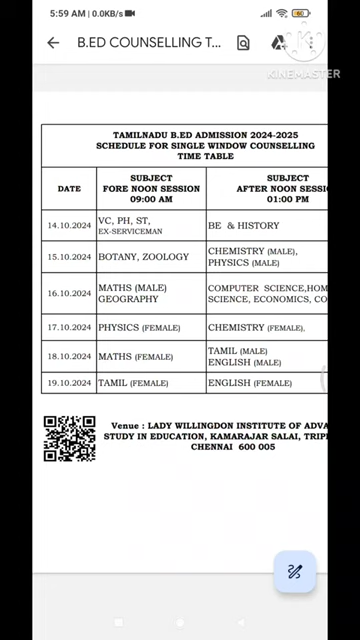 5:59 AM | 0.0KB/s
60
B.ED COUNSELLING T...
KINEMASTER
TAMILNADU B.ED ADMISSION 2024-2025
SCHEDULE FOR SINGLE WINDOW COUNSELLING
TIME TABLE
DATE
SUBJECT
FORE NOON SESSION
09:00 AM
SUBJECT
AFTER NOON SESSI
01:00 PM
14.10.2024
VC, PH, ST,
EX-SERVICEMAN
BE & HISTORY
15.10.2024
BOTANY, ZOOLOGY
CHEMISTRY (MALE),
PHYSICS (MALE)
16.10.2024
MATHS (MALE)
GEOGRAPHY
COMPUTER SCIENCE,HOM
SCIENCE, ECONOMICS, CO
17.10.2024
PHYSICS (FEMALE)
CHEMISTRY (FEMALE),
18.10.2024
MATHS (FEMALE)
TAMIL (MALE)
ENGLISH (MALE)
19.10.2024
TAMIL (FEMALE)
ENGLISH (FEMALE)
Venue : LADY WILLINGDON INSTITUTE OF ADVA
STUDY IN EDUCATION, KAMARAJAR SALAI, TRIP
CHENNAI 600 005